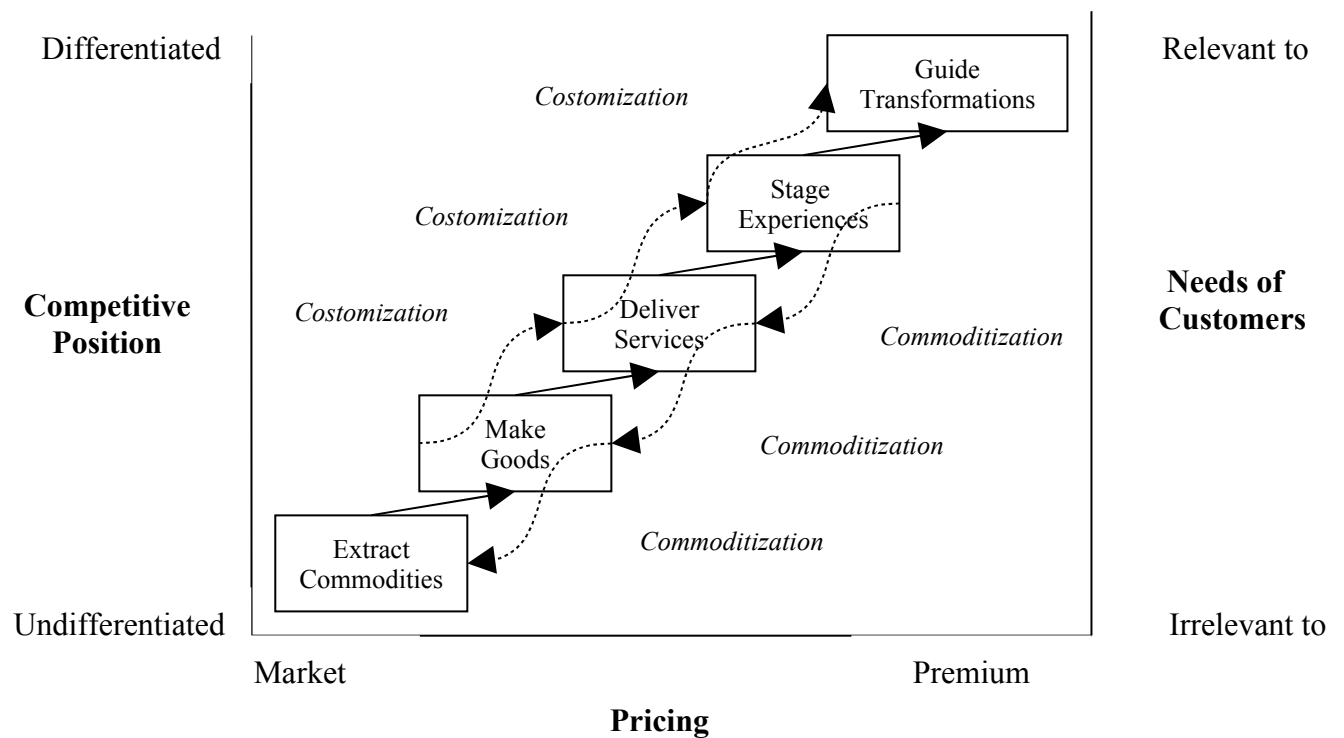 Differentiated
Relevant to
Guide
Transformations
Costomization
Stage
Experiences
Costomization
Needs of
Customers
Competitive
Position
Costomization
Deliver
Services
Commoditization
Make
Goods
Commoditization
Extract
Commodities
Commoditization
Undifferentiated
Irrelevant to
Market
Premium
Pricing